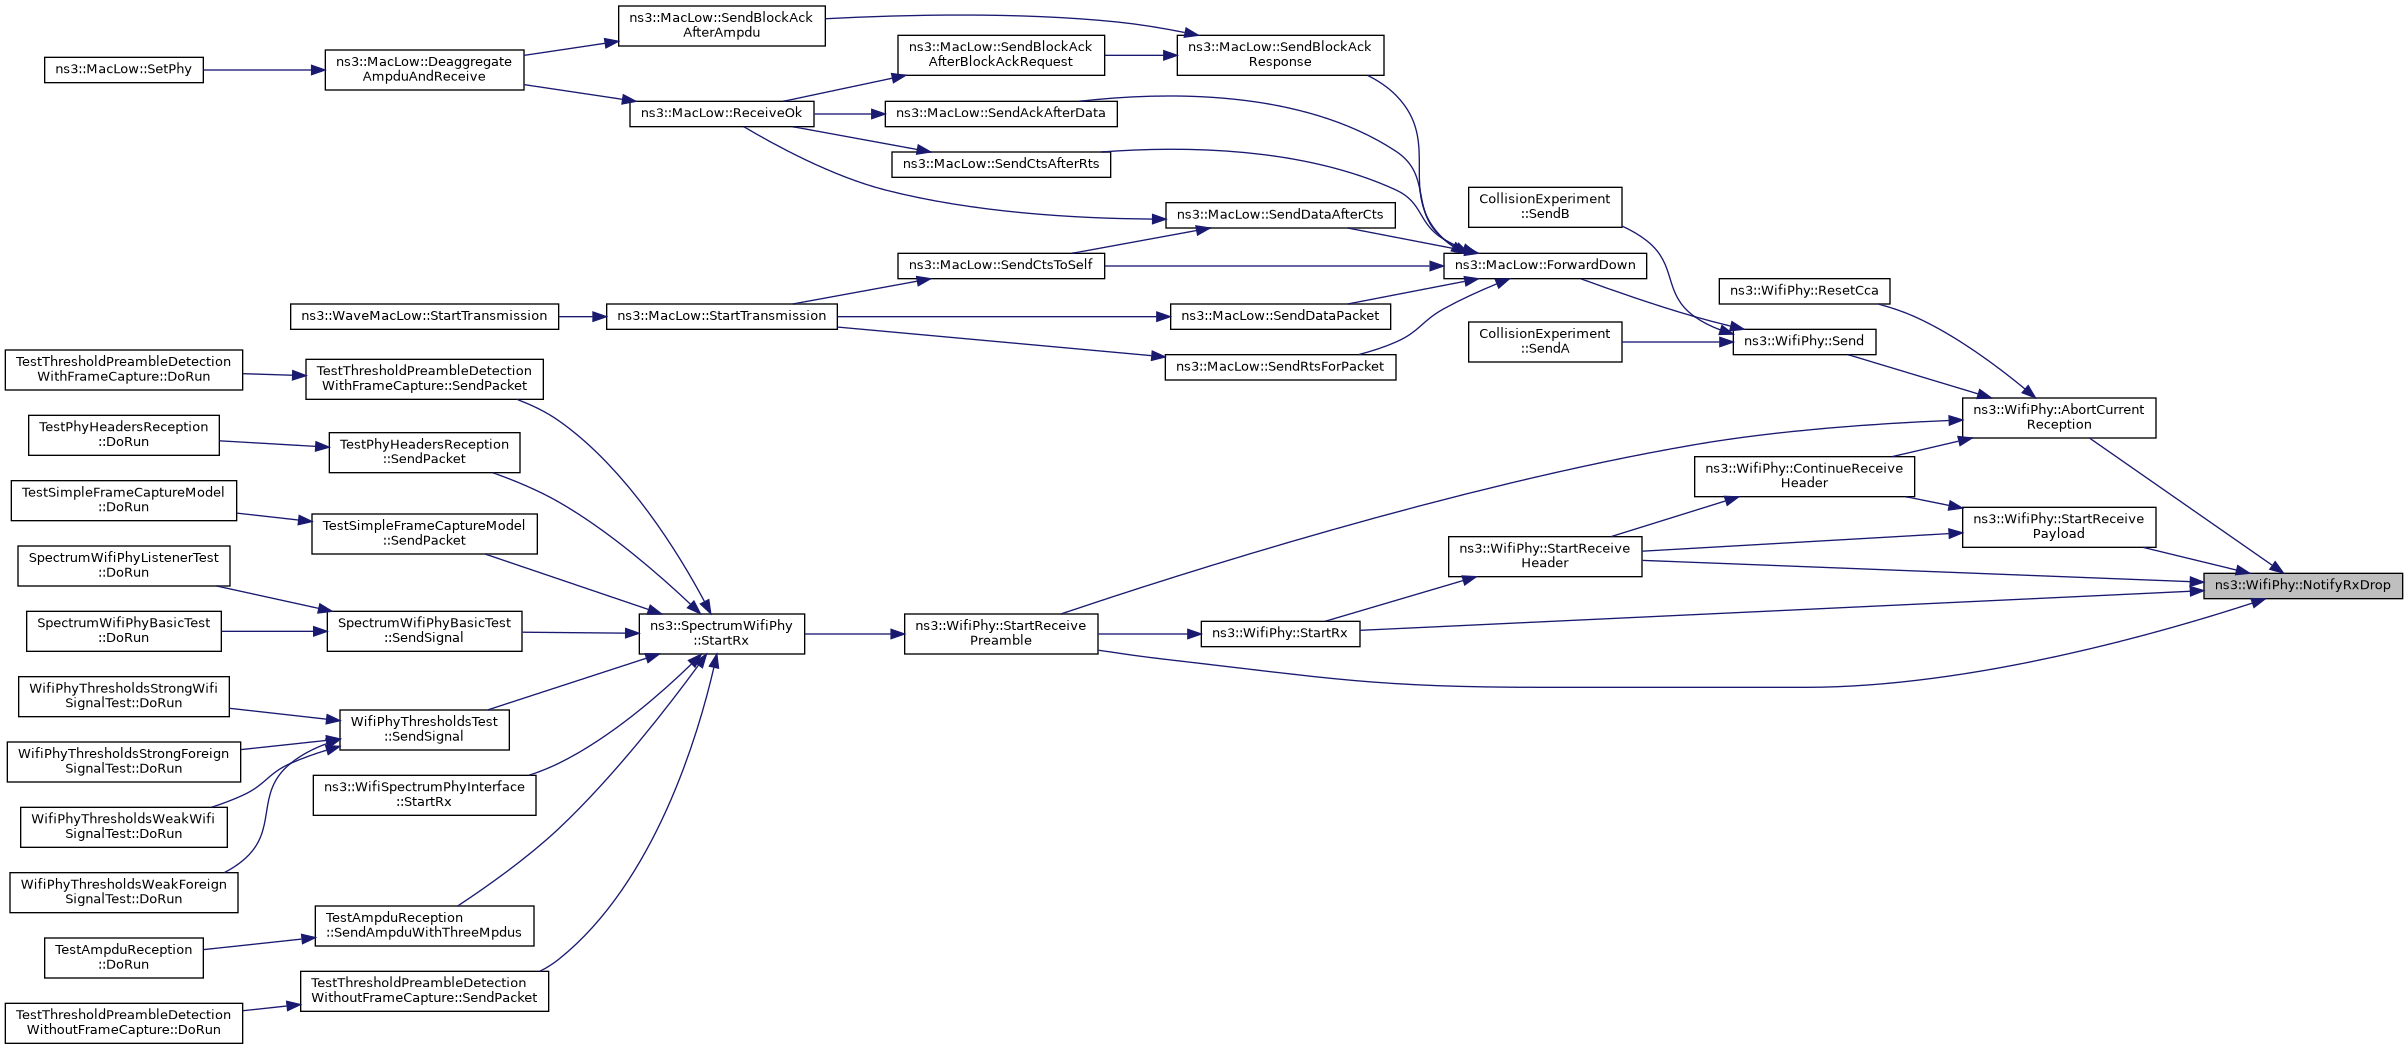 ns3::MacLow::SetPhy
ns3::MacLow::Deaggregate
AmpduAndReceive
ns3::MacLow::SendBlockAck
AfterAmpdu
ns3::MacLow::ReceiveOk
ns3::MacLow::SendBlockAck
AfterBlockAckRequest
ns3::MacLow::SendBlockAck
Response
ns3::MacLow::SendAckAfterData
ns3::MacLow::SendCtsAfterRts
ns3::MacLow::SendDataAfterCts
ns3::MacLow::SendCtsToSelf
ns3::MacLow::ForwardDown
ns3::WaveMacLow::StartTransmission
ns3::MacLow::StartTransmission
ns3::MacLow::SendDataPacket
ns3::MacLow::SendRtsForPacket
CollisionExperiment
::SendB
CollisionExperiment
::SendA
ns3::WifiPhy::ResetCca
ns3::WifiPhy::Send
ns3::WifiPhy::AbortCurrent
Reception
ns3::WifiPhy::ContinueReceive
Header
ns3::WifiPhy::StartReceive
Payload
ns3::WifiPhy::StartReceive
Header
ns3::WifiPhy::NotifyRxDrop
ns3::WifiPhy::StartRx
ns3::WifiPhy::StartReceive
Preamble
ns3::SpectrumWifiPhy
::StartRx
TestThresholdPreambleDetection
WithFrameCapture::DoRun
TestThresholdPreambleDetection
WithFrameCapture::SendPacket
TestPhyHeadersReception
::DoRun
TestPhyHeadersReception
::SendPacket
TestSimpleFrameCaptureModel
::DoRun
TestSimpleFrameCaptureModel
::SendPacket
SpectrumWifiPhyListenerTest
::DoRun
SpectrumWifiPhyBasicTest
::DoRun
SpectrumWifiPhyBasicTest
::SendSignal
WifiPhyThresholdsStrongWifi
SignalTest::DoRun
WifiPhyThresholdsTest
::SendSignal
WifiPhyThresholdsStrongForeign
SignalTest::DoRun
ns3::WifiSpectrumPhyInterface
::StartRx
WifiPhyThresholdsWeakWifi
SignalTest::DoRun
WifiPhyThresholdsWeakForeign
SignalTest::DoRun
TestAmpduReception
::SendAmpduWithThreeMpdus
TestAmpduReception
::DoRun
TestThresholdPreambleDetection
WithoutFrameCapture::SendPacket
TestThresholdPreambleDetection
WithoutFrameCapture::DoRun